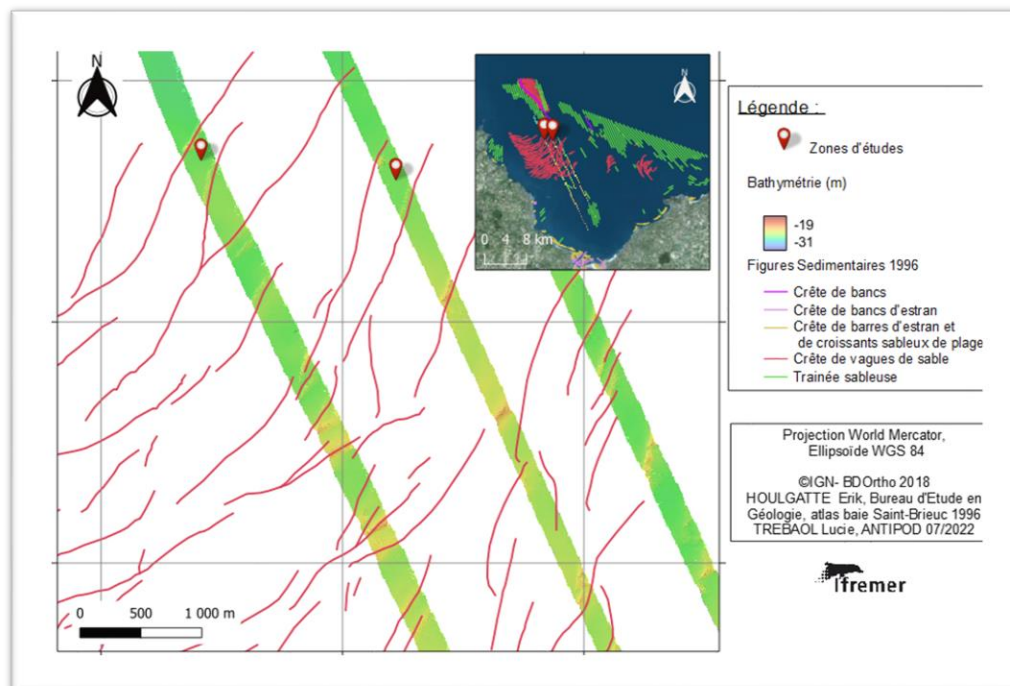 N
N
0 4 8 km
0 500 1 000 m
Légende :
Zones d'études
Bathymétrie (m)
-19
-31
Figures Sedimentaires 1996
Crête de bancs
Crête de bancs d'estran
Crête de barres d'estran et
de croissants sableux de plage
Crête de vagues de sable
Trainée sableuse
Projection World Mercator,
Ellipsoïde WGS 84
©IGN- BDOrtho 2018
HOULGATTE Erik, Bureau d'Etude en
Géologie, atlas baie Saint-Brieuc 1996
TREBAOL Lucie, ANTIPOD 07/2022
Ifremer